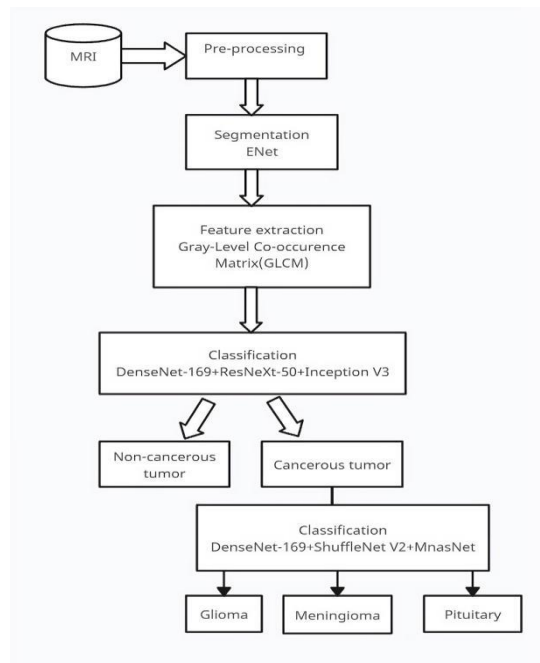 MRI
Pre-processing
Segmentation
ENet
Feature extraction
Gray-Level Co-occurence
Matrix(GLCM)
Classification
DenseNet-169+ResNeXt-50+Inception V3
Non-cancerous
tumor
Cancerous tumor
Classification
DenseNet-169+ShuffleNet V2+MnasNet
Glioma
Meningioma
Pituitary